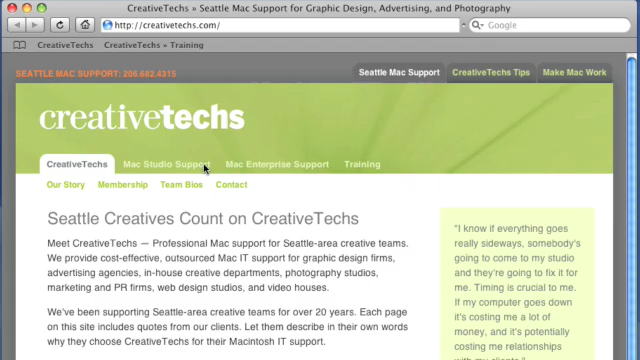 CreativeTechs » Seattle Mac Support for Graphic Design, Advertising, and Photography
http://creativetechs.com/
Google
CreativeTechs CreativeTechs » Training
SEATTLE MAC SUPPORT: 206.682.4315
Seattle Mac Support CreativeTechs Tips Make Mac Work
creativetechs
CreativeTechs Mac Studio Support Mac Enterprise Support Training
Our Story Membership Team Bios Contact
Seattle Creatives Count on CreativeTechs
Meet CreativeTechs — Professional Mac support for Seattle-area creative teams.
We provide cost-effective, outsourced Mac IT support for graphic design firms,
advertising agencies, in-house creative departments, photography studios,
marketing and PR firms, web design studios, and video houses.
We've been supporting Seattle-area creative teams for over 20 years. Each page
on this site includes quotes from our clients. Let them describe in their own words
why they choose CreativeTechs for their Macintosh IT support.
"I know if everything goes
really sideways, somebody's
going to come to my studio
and they're going to fix it for
me. Timing is crucial to me.
If my computer goes down
it's costing me a lot of
money, and it's potentially
costing me relationships